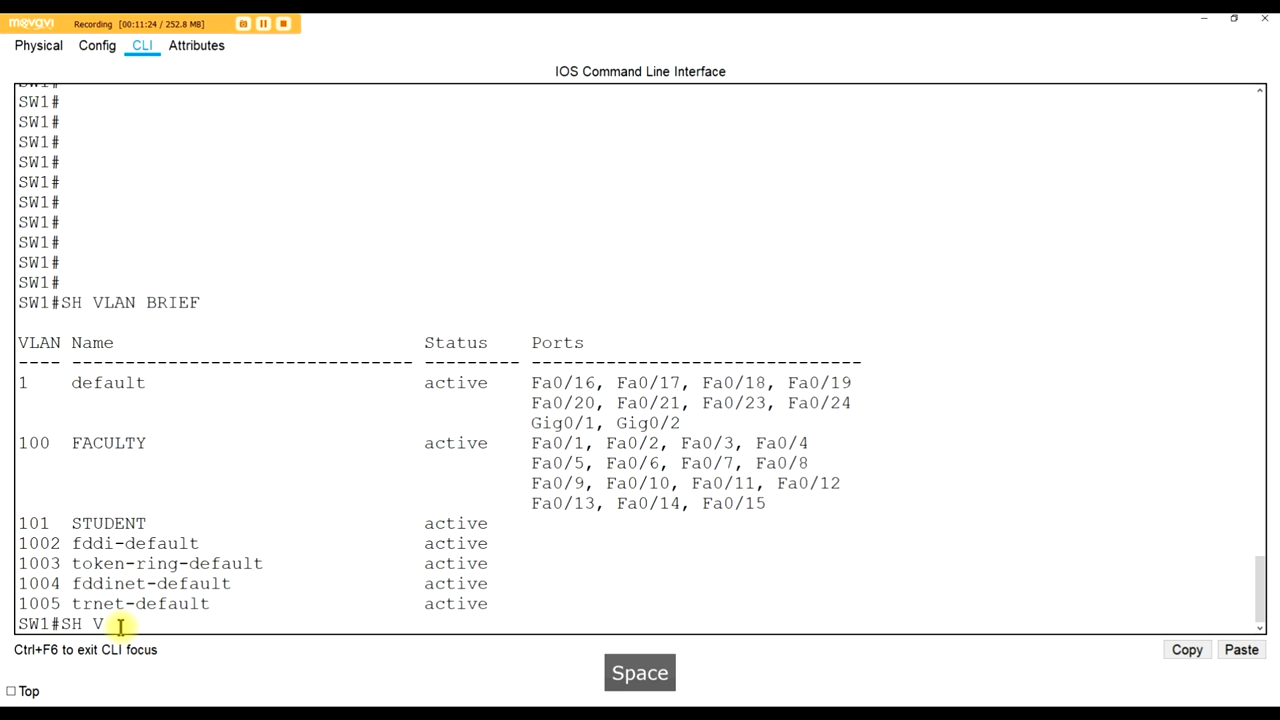 movavi Recording [00:11:24 / 252.8 MB]
Physical Config CLI Attributes
IOS Command Line Interface
SW1#
SW1#
SW1#
SW1#
SW1#
SW1#
SW1#
SW1#
SW1#
SW1#
SW1#
SW1#SH VLAN BRIEF
VLAN Name Status Ports
---- -------------------------------- --------- -------------------------------
1 default active Fa0/16, Fa0/17, Fa0/18, Fa0/19
Fa0/20, Fa0/21, Fa0/23, Fa0/24
Gig0/1, Gig0/2
100 FACULTY active Fa0/1, Fa0/2, Fa0/3, Fa0/4
Fa0/5, Fa0/6, Fa0/7, Fa0/8
Fa0/9, Fa0/10, Fa0/11, Fa0/12
Fa0/13, Fa0/14, Fa0/15
101 STUDENT active
1002 fddi-default active
1003 token-ring-default active
1004 fddinet-default active
1005 trnet-default active
SW1#SH V
Ctrl+F6 to exit CLI focus
Copy Paste
Space
Top